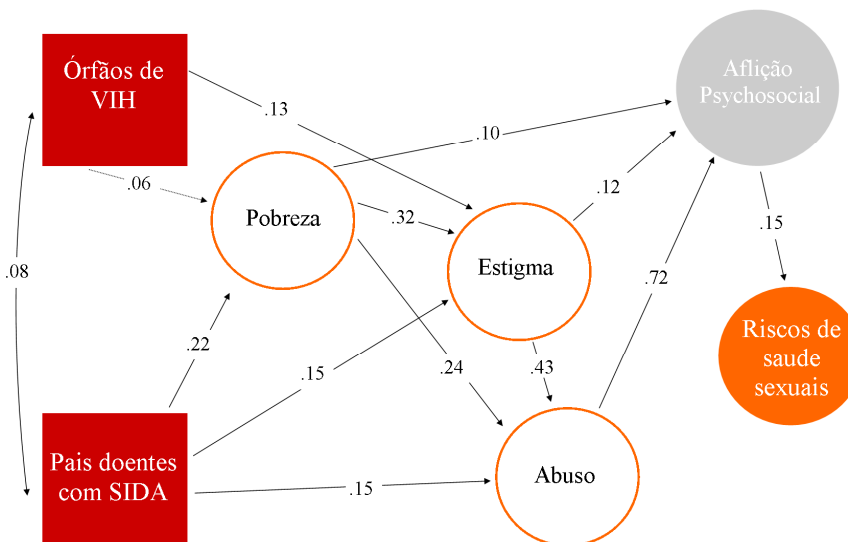 Órfãos de
VIH
Aflição
Psychosocial
.13
.10
.06
Pobreza
.32
.12
.15
Estigma
.08
.72
Riscos de
saude
sexuais
.22
.15
.24
.43
Pais doentes
com SIDA
.15
Abuso